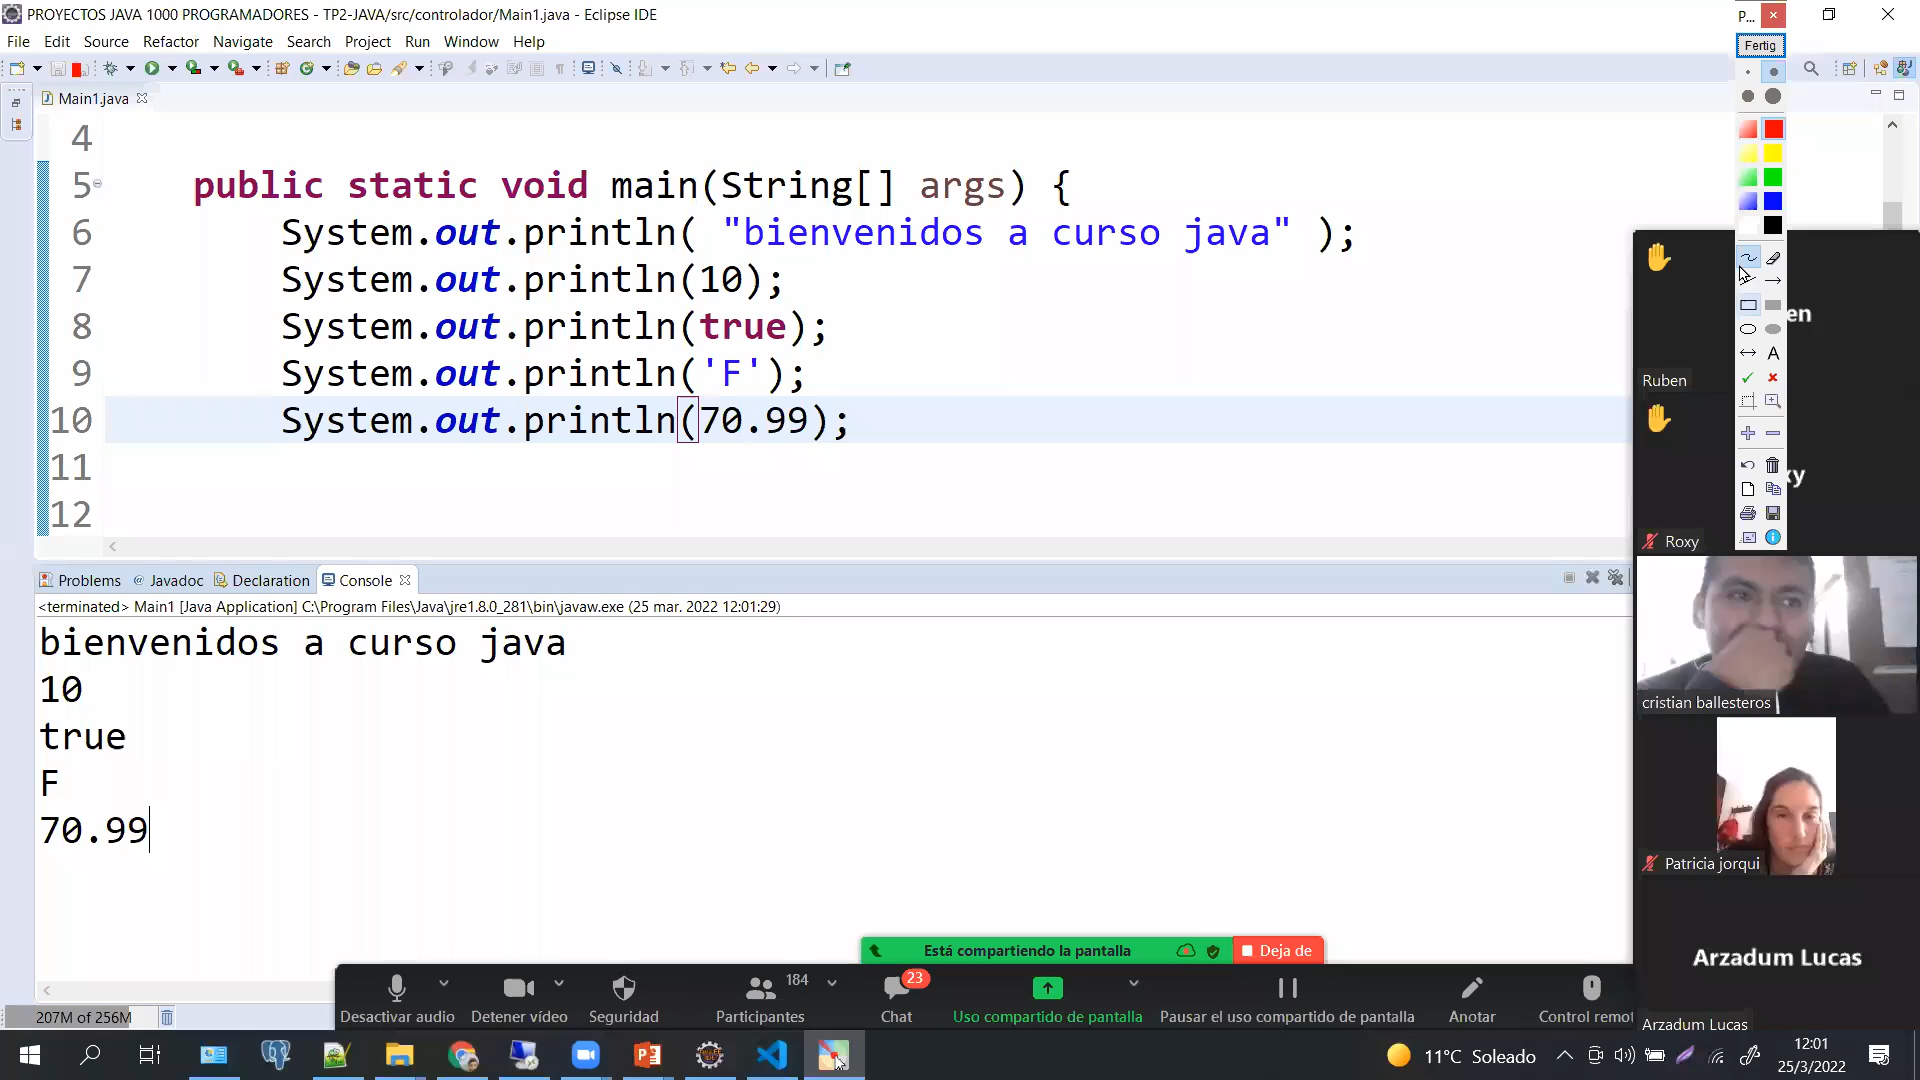 PROYECTOS JAVA 1000 PROGRAMADORES - TP2-JAVA/src/controlador/Main1.java - Eclipse IDE
P...
Fertig
File Edit Source Refactor Navigate Search Project Run Window Help
Main1.java
4
5 public static void main(String[] args) {
6 System.out.println( "bienvenidos a curso java" );
7 System.out.println(10);
8 System.out.println(true);
9 System.out.println('F');
10 System.out.println(70.99);
11
12
Problems Javadoc Declaration Console
<terminated> Main1 [Java Application] C:\Program Files\Java\jre1.8.0_281\bin\javaw.exe (25 mar. 2022 12:01:29)
bienvenidos a curso java
10
true
F
70.99
207M of 256M
Ruben
Roxy
cristian ballesteros
Patricia jorqui
Arzadum Lucas
Arzadum Lucas
Está compartiendo la pantalla
Deja de
184
23
Desactivar audio
Detener vídeo
Seguridad
Participantes
Chat
Uso compartido de pantalla
Pausar el uso compartido de pantalla
Anotar
Control remot
11°C Soleado
12:01
25/3/2022